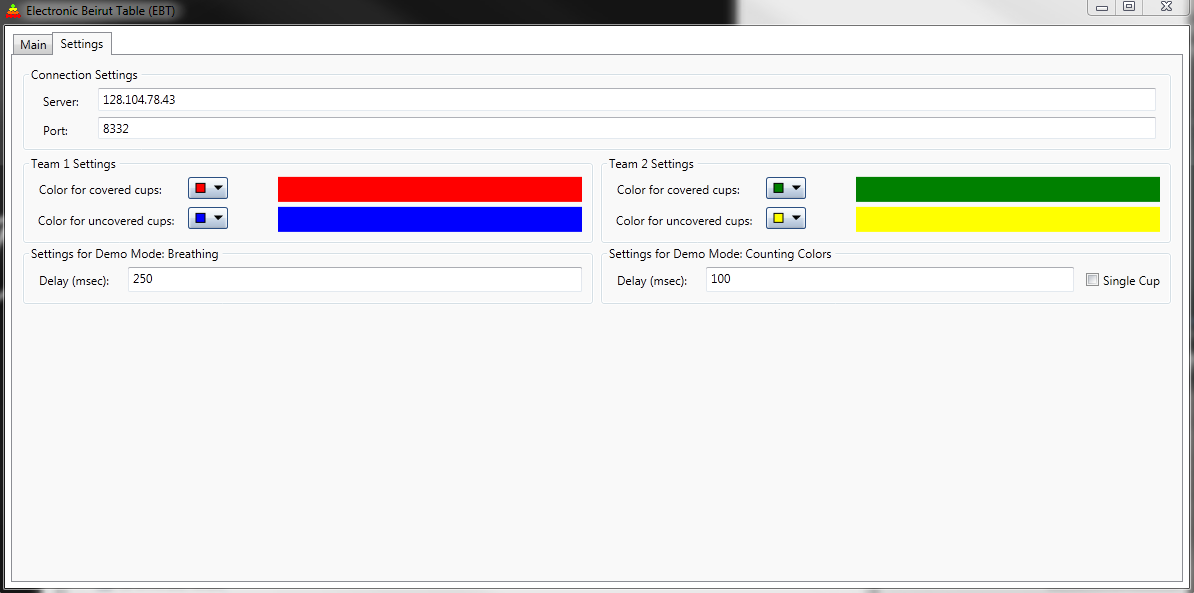 Electronic Beirut Table (EBT)
Main Settings
Connection Settings
Server: 128.104.78.43
Port: 8332
Team 1 Settings
Color for covered cups:
Color for uncovered cups:
Team 2 Settings
Color for covered cups:
Color for uncovered cups:
Settings for Demo Mode: Breathing
Delay (msec): 250
Settings for Demo Mode: Counting Colors
Delay (msec): 100 Single Cup